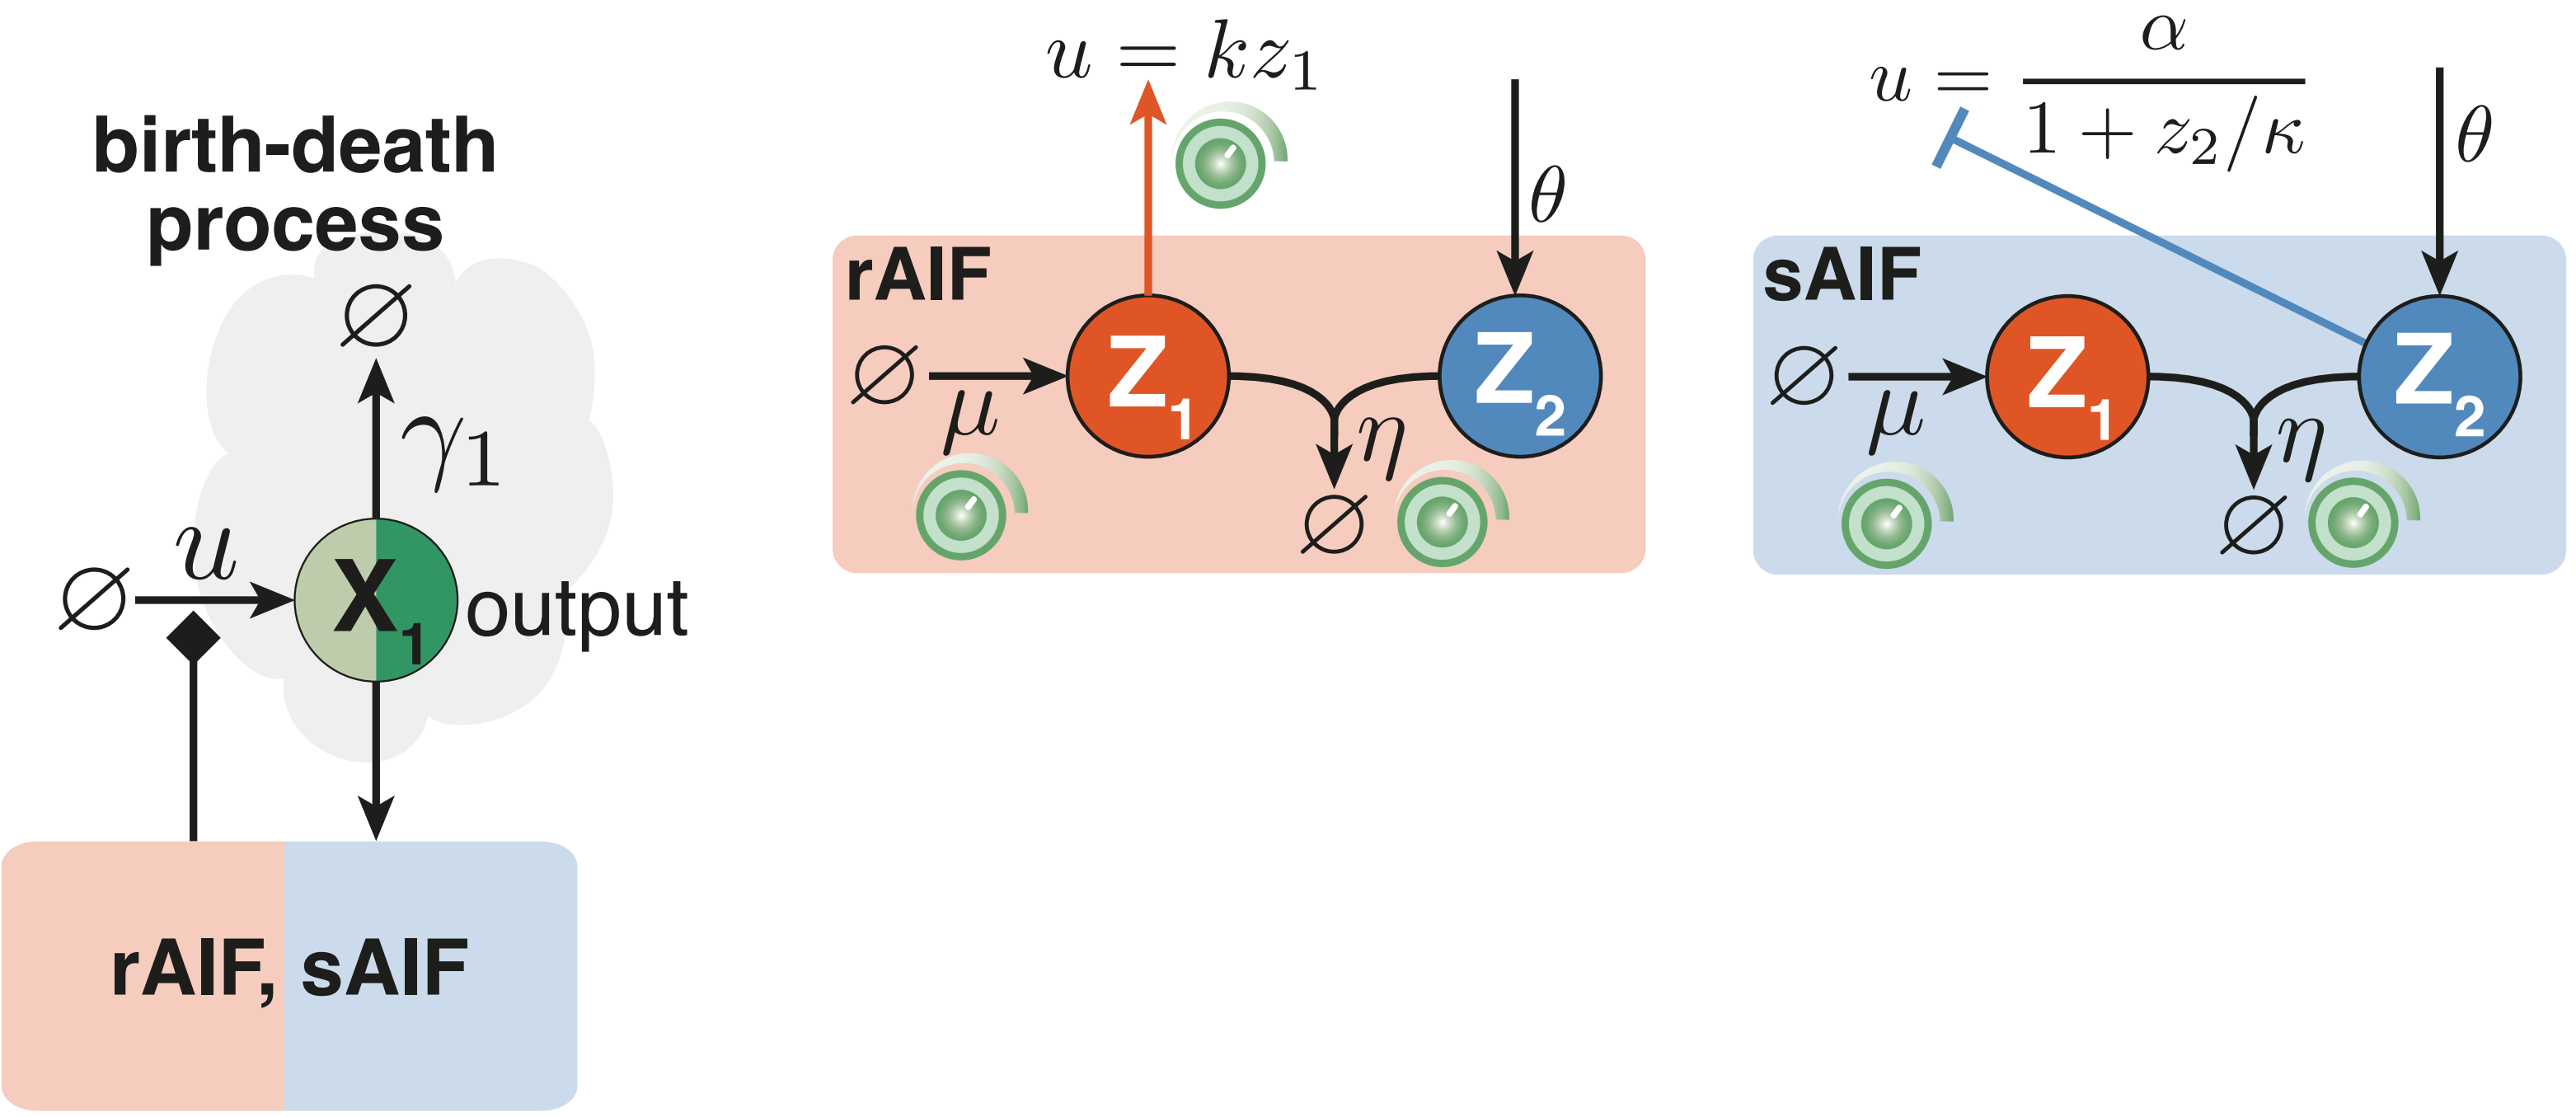 birth-death
process
∅
γ₁
∅
u
X₁
output
rAIF, sAIF
u = kz₁
θ
rAIF
∅
μ
Z₁
η
Z₂
∅
u = α / (1 + z₂/κ)
θ
sAIF
∅
μ
Z₁
η
Z₂
∅